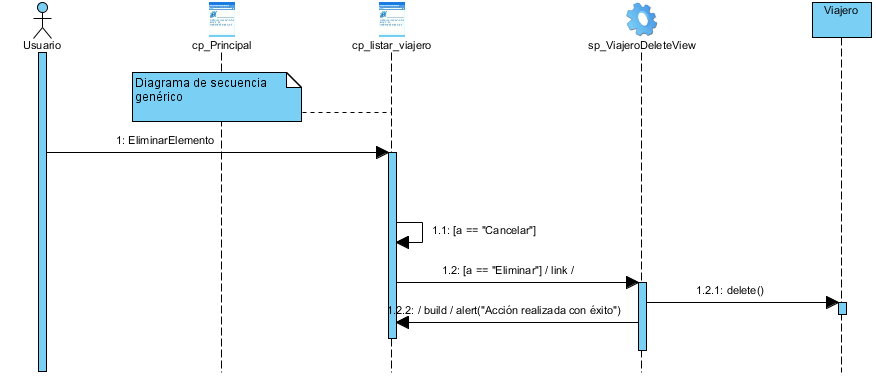 Viajero
Usuario
cp_Principal
cp_listar_viajero
sp_ViajeroDeleteView
Diagrama de secuencia
genérico
1: EliminarElemento
1.1: [a == "Cancelar"]
1.2: [a == "Eliminar"] / link /
1.2.1: delete()
1.2.2: / build / alert("Acción realizada con éxito")